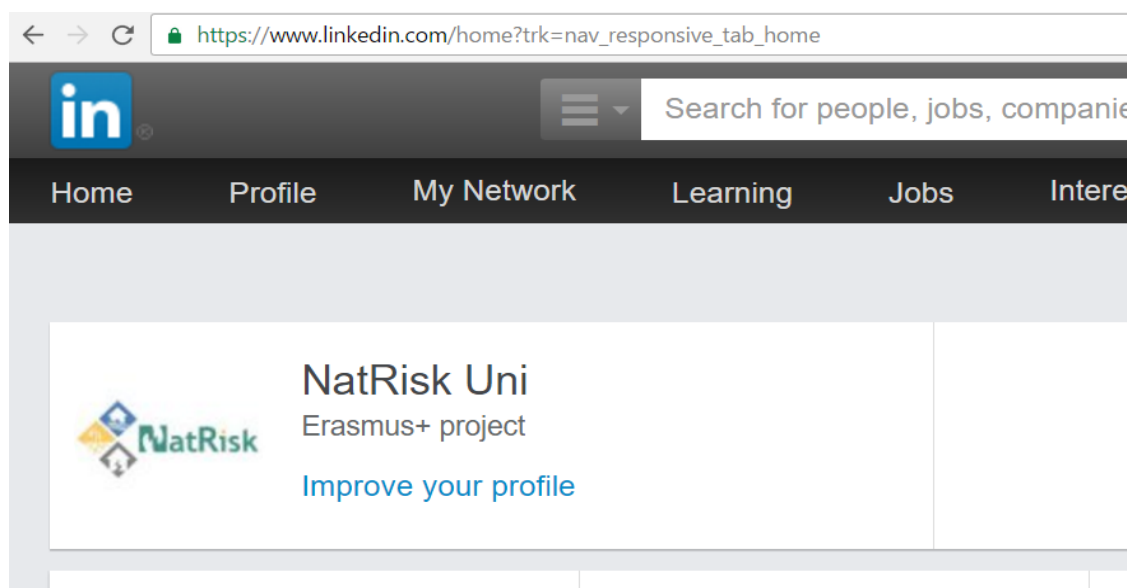 https://www.linkedin.com/home?trk=nav_responsive_tab_home
in ®
Search for people, jobs, companie
Home Profile My Network Learning Jobs Intere
NatRisk Uni
Erasmus+ project
NatRisk
Improve your profile